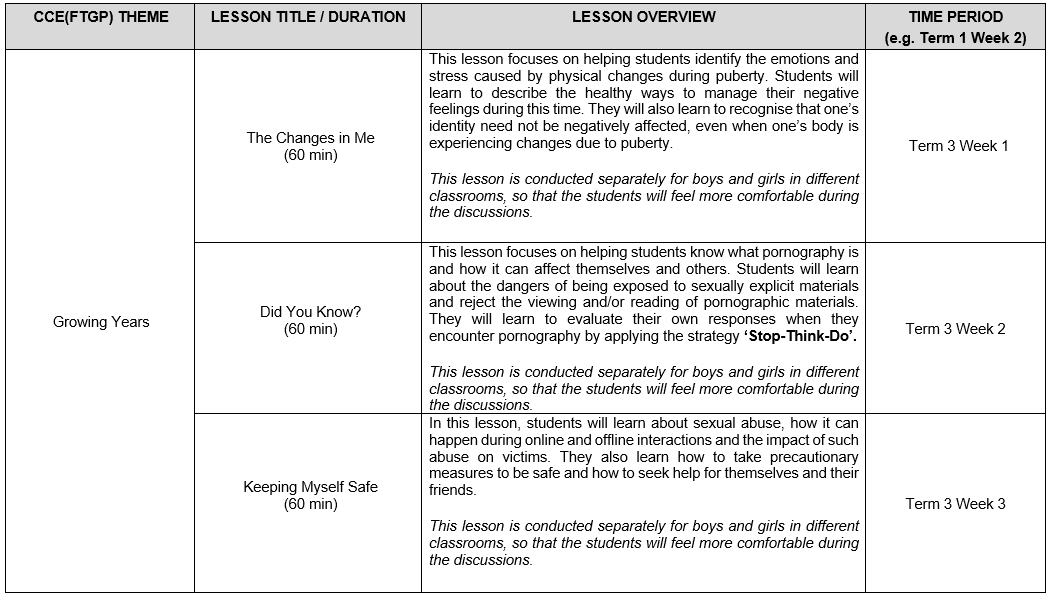 CCE(FTGP) THEME
LESSON TITLE / DURATION
LESSON OVERVIEW
TIME PERIOD
(e.g. Term 1 Week 2)
Growing Years
The Changes in Me
(60 min)
This lesson focuses on helping students identify the emotions and
stress caused by physical changes during puberty. Students will
learn to describe the healthy ways to manage their negative
feelings during this time. They will also learn to recognise that one’s
identity need not be negatively affected, even when one’s body is
experiencing changes due to puberty.
This lesson is conducted separately for boys and girls in different
classrooms, so that the students will feel more comfortable during
the discussions.
Term 3 Week 1
Did You Know?
(60 min)
This lesson focuses on helping students know what pornography is
and how it can affect themselves and others. Students will learn
about the dangers of being exposed to sexually explicit materials
and reject the viewing and/or reading of pornographic materials.
They will learn to evaluate their own responses when they
encounter pornography by applying the strategy ‘Stop-Think-Do’.
This lesson is conducted separately for boys and girls in different
classrooms, so that the students will feel more comfortable during
the discussions.
Term 3 Week 2
Keeping Myself Safe
(60 min)
In this lesson, students will learn about sexual abuse, how it can
happen during online and offline interactions and the impact of such
abuse on victims. They also learn how to take precautionary
measures to be safe and how to seek help for themselves and their
friends.
This lesson is conducted separately for boys and girls in different
classrooms, so that the students will feel more comfortable during
the discussions.
Term 3 Week 3